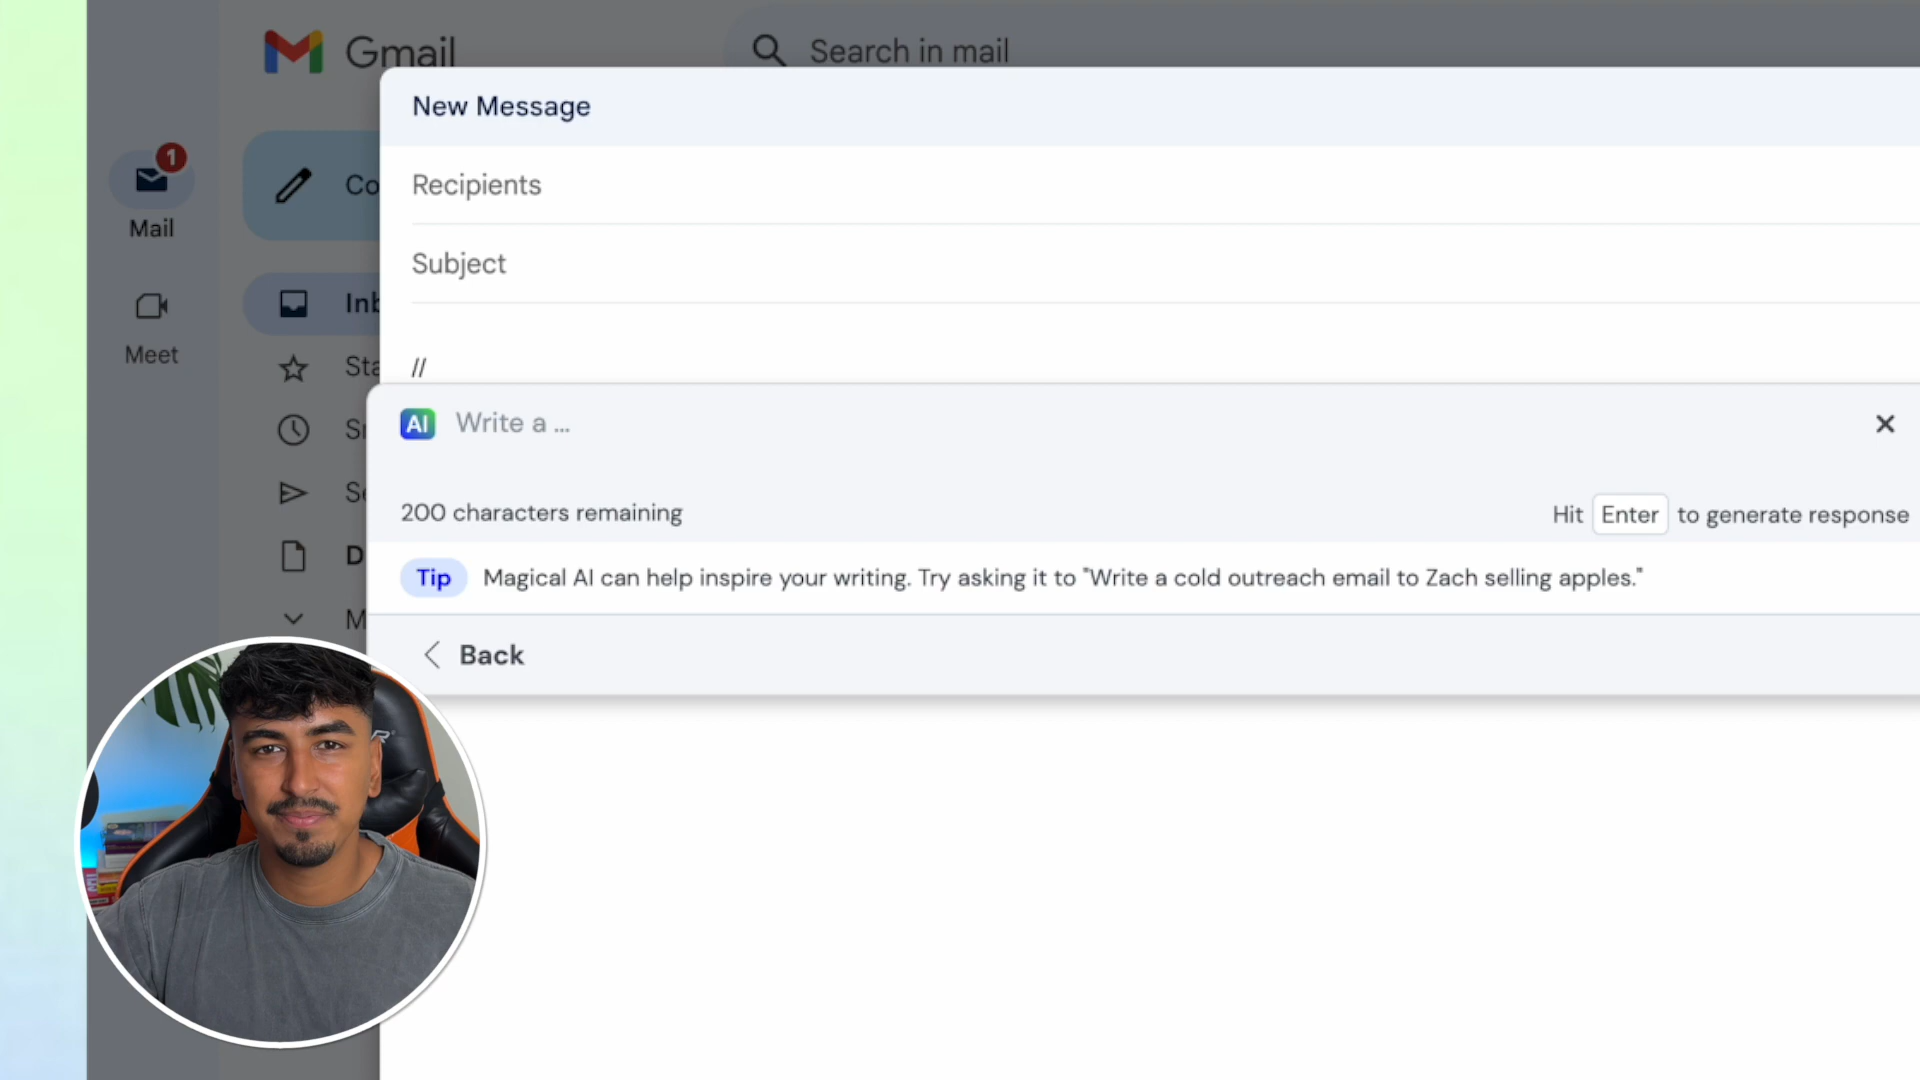 Gmail
Search in mail
New Message
1
Mail
Co
Recipients
Subject
Inb
Meet
Sta
//
AI Write a ...
200 characters remaining
Hit Enter to generate response
Tip Magical AI can help inspire your writing. Try asking it to "Write a cold outreach email to Zach selling apples."
D
M
Back